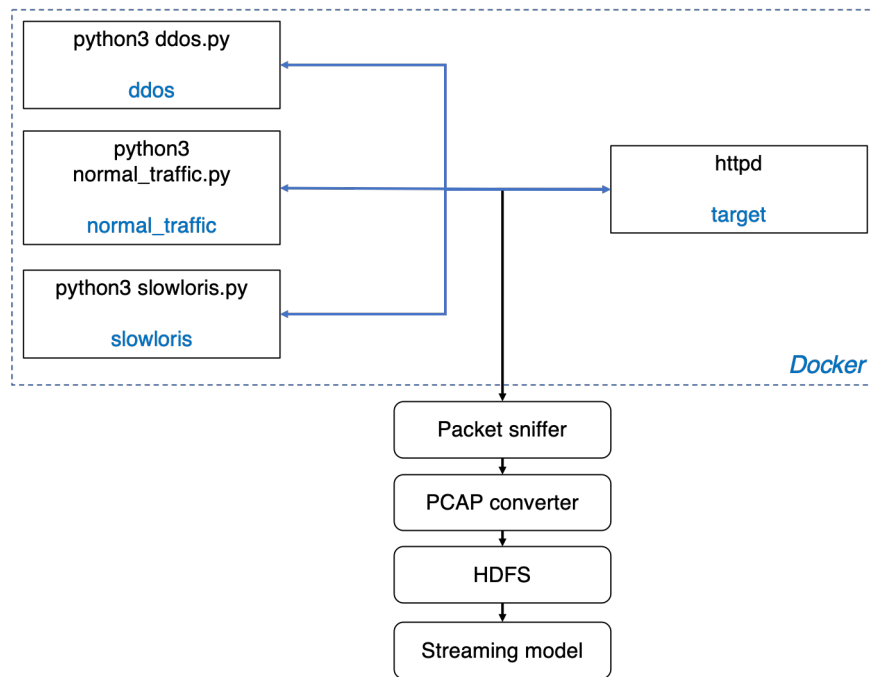 python3 ddos.py
ddos
python3
normal_traffic.py
normal_traffic
python3 slowloris.py
slowloris
httpd
target
Docker
Packet sniffer
PCAP converter
HDFS
Streaming model